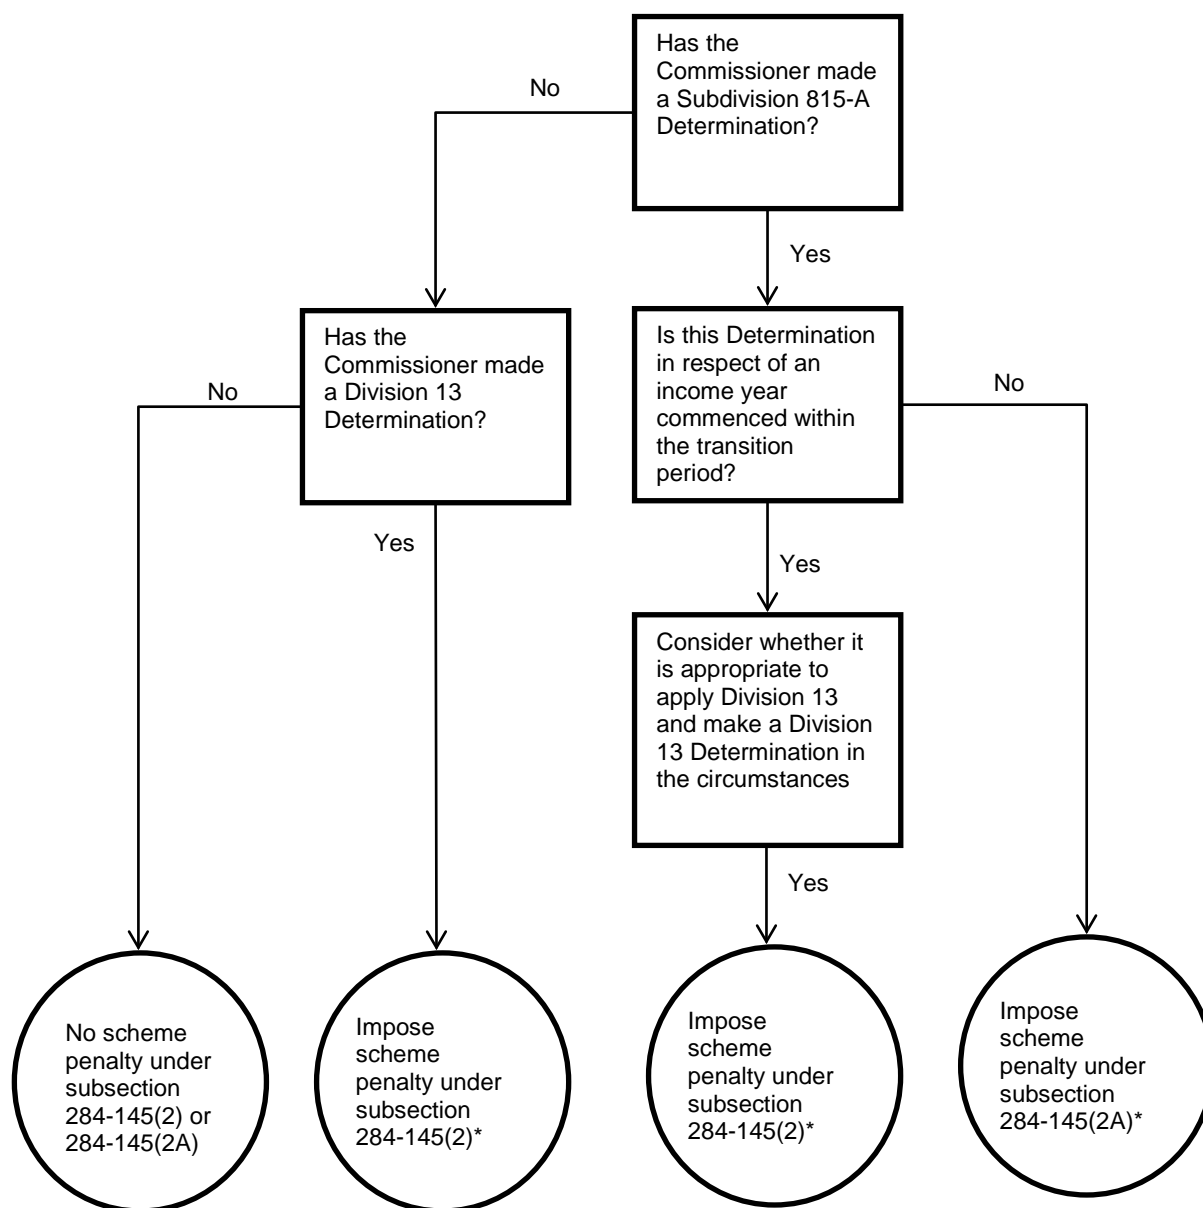 Has the
Commissioner made
a Subdivision 815-A
Determination?
No
Yes
Has the
Commissioner made
a Division 13
Determination?
Is this Determination
in respect of an
income year
commenced within
the transition
period?
No
No
Yes
Yes
Consider whether it
is appropriate to
apply Division 13
and make a Division
13 Determination in
the circumstances
Yes
No scheme
penalty under
subsection
284-145(2) or
284-145(2A)
Impose
scheme
penalty under
subsection
284-145(2)*
Impose
scheme
penalty under
subsection
284-145(2)*
Impose
scheme
penalty under
subsection
284-145(2A)*